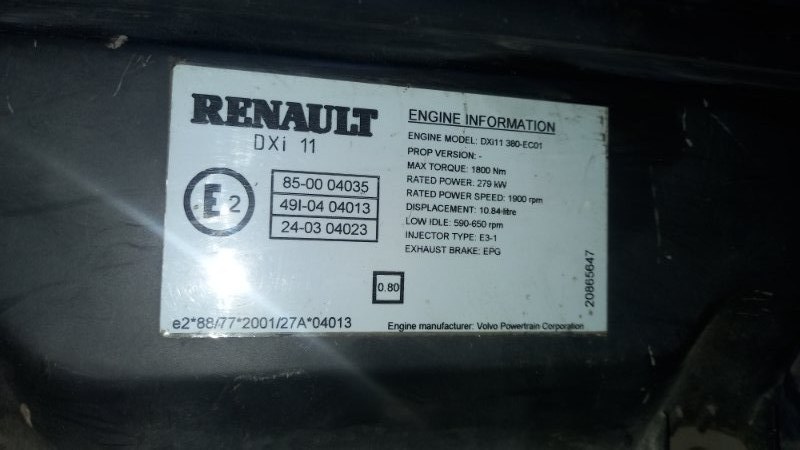 RENAULT
DXi 11
E2
85-00 04035
49I-04 04013
24-03 04023
0.80
e2*88/77*2001/27A*04013
ENGINE INFORMATION
ENGINE MODEL: DXi11 380-EC01
PROP VERSION: -
MAX TORQUE: 1800 Nm
RATED POWER: 279 kW
RATED POWER SPEED: 1900 rpm
DISPLACEMENT: 10.84 litre
LOW IDLE: 590-650 rpm
INJECTOR TYPE: E3-1
EXHAUST BRAKE: EPG
Engine manufacturer: Volvo Powertrain Corporation
*20865647